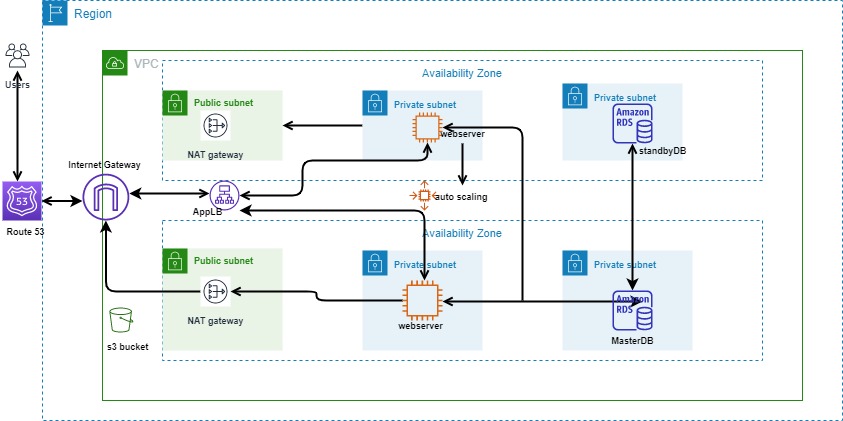 Region
Users
VPC
Availability Zone
Public subnet
NAT gateway
Private subnet
webserver
Private subnet
Amazon
RDS
standbyDB
Internet Gateway
53
Route 53
AppLB
auto scaling
Availability Zone
Public subnet
NAT gateway
Private subnet
webserver
Private subnet
Amazon
RDS
MasterDB
s3 bucket